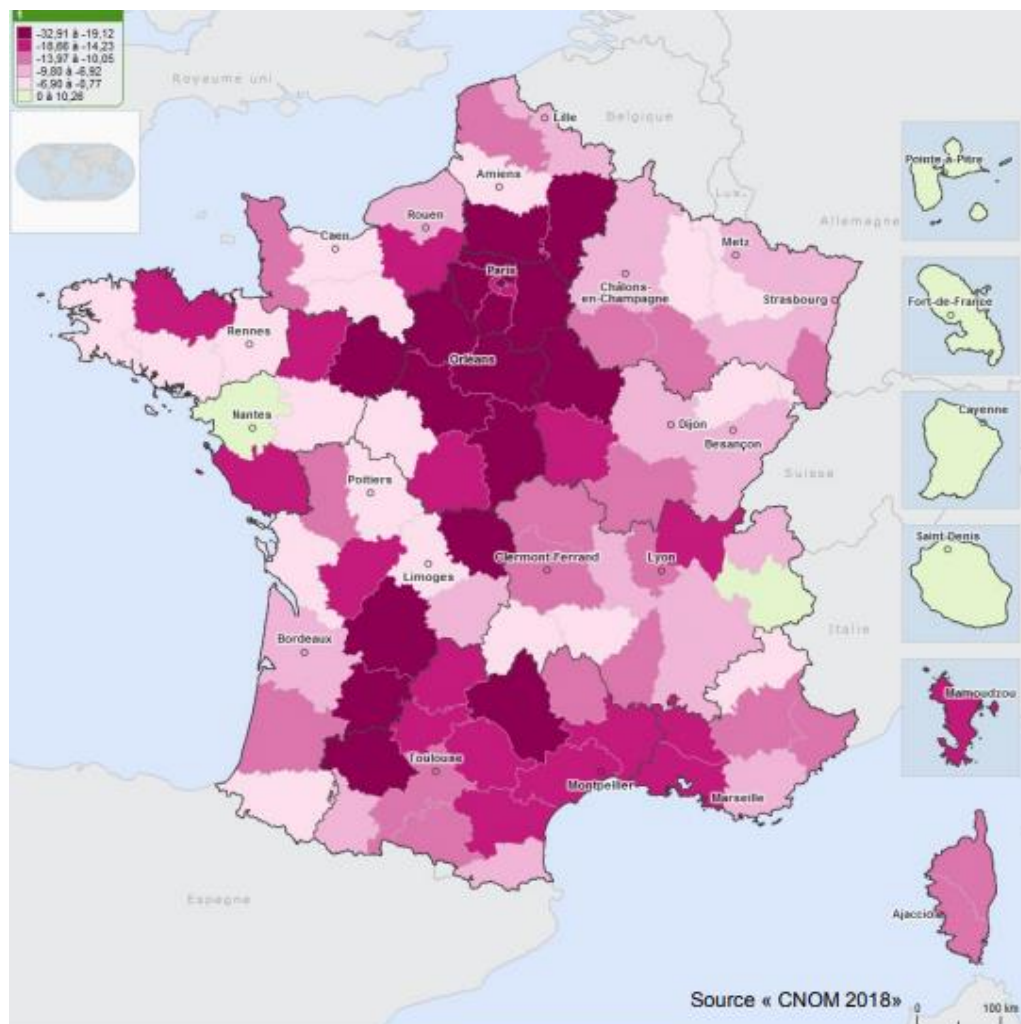 -32,91 à -19,12
-18,66 à -14,23
-13,97 à -10,05
-9,80 à -6,92
-6,90 à -0,77
0 à 10,26
Royaume uni
Lille
Belgique
Pointe-à-Pitre
Amiens
Lux.
Allemagne
Rouen
Caen
Metz
Paris
Châlons-
en-Champagne
Strasbourg
Fort-de-France
Rennes
Orléans
Nantes
Dijon
Besançon
Cayenne
Poitiers
Suisse
Clermont-Ferrand
Lyon
Saint-Denis
Limoges
Bordeaux
Italie
Mamoudzou
Toulouse
Montpellier
Marseille
Espagne
Ajaccio
Source « CNOM 2018»
0 100 km